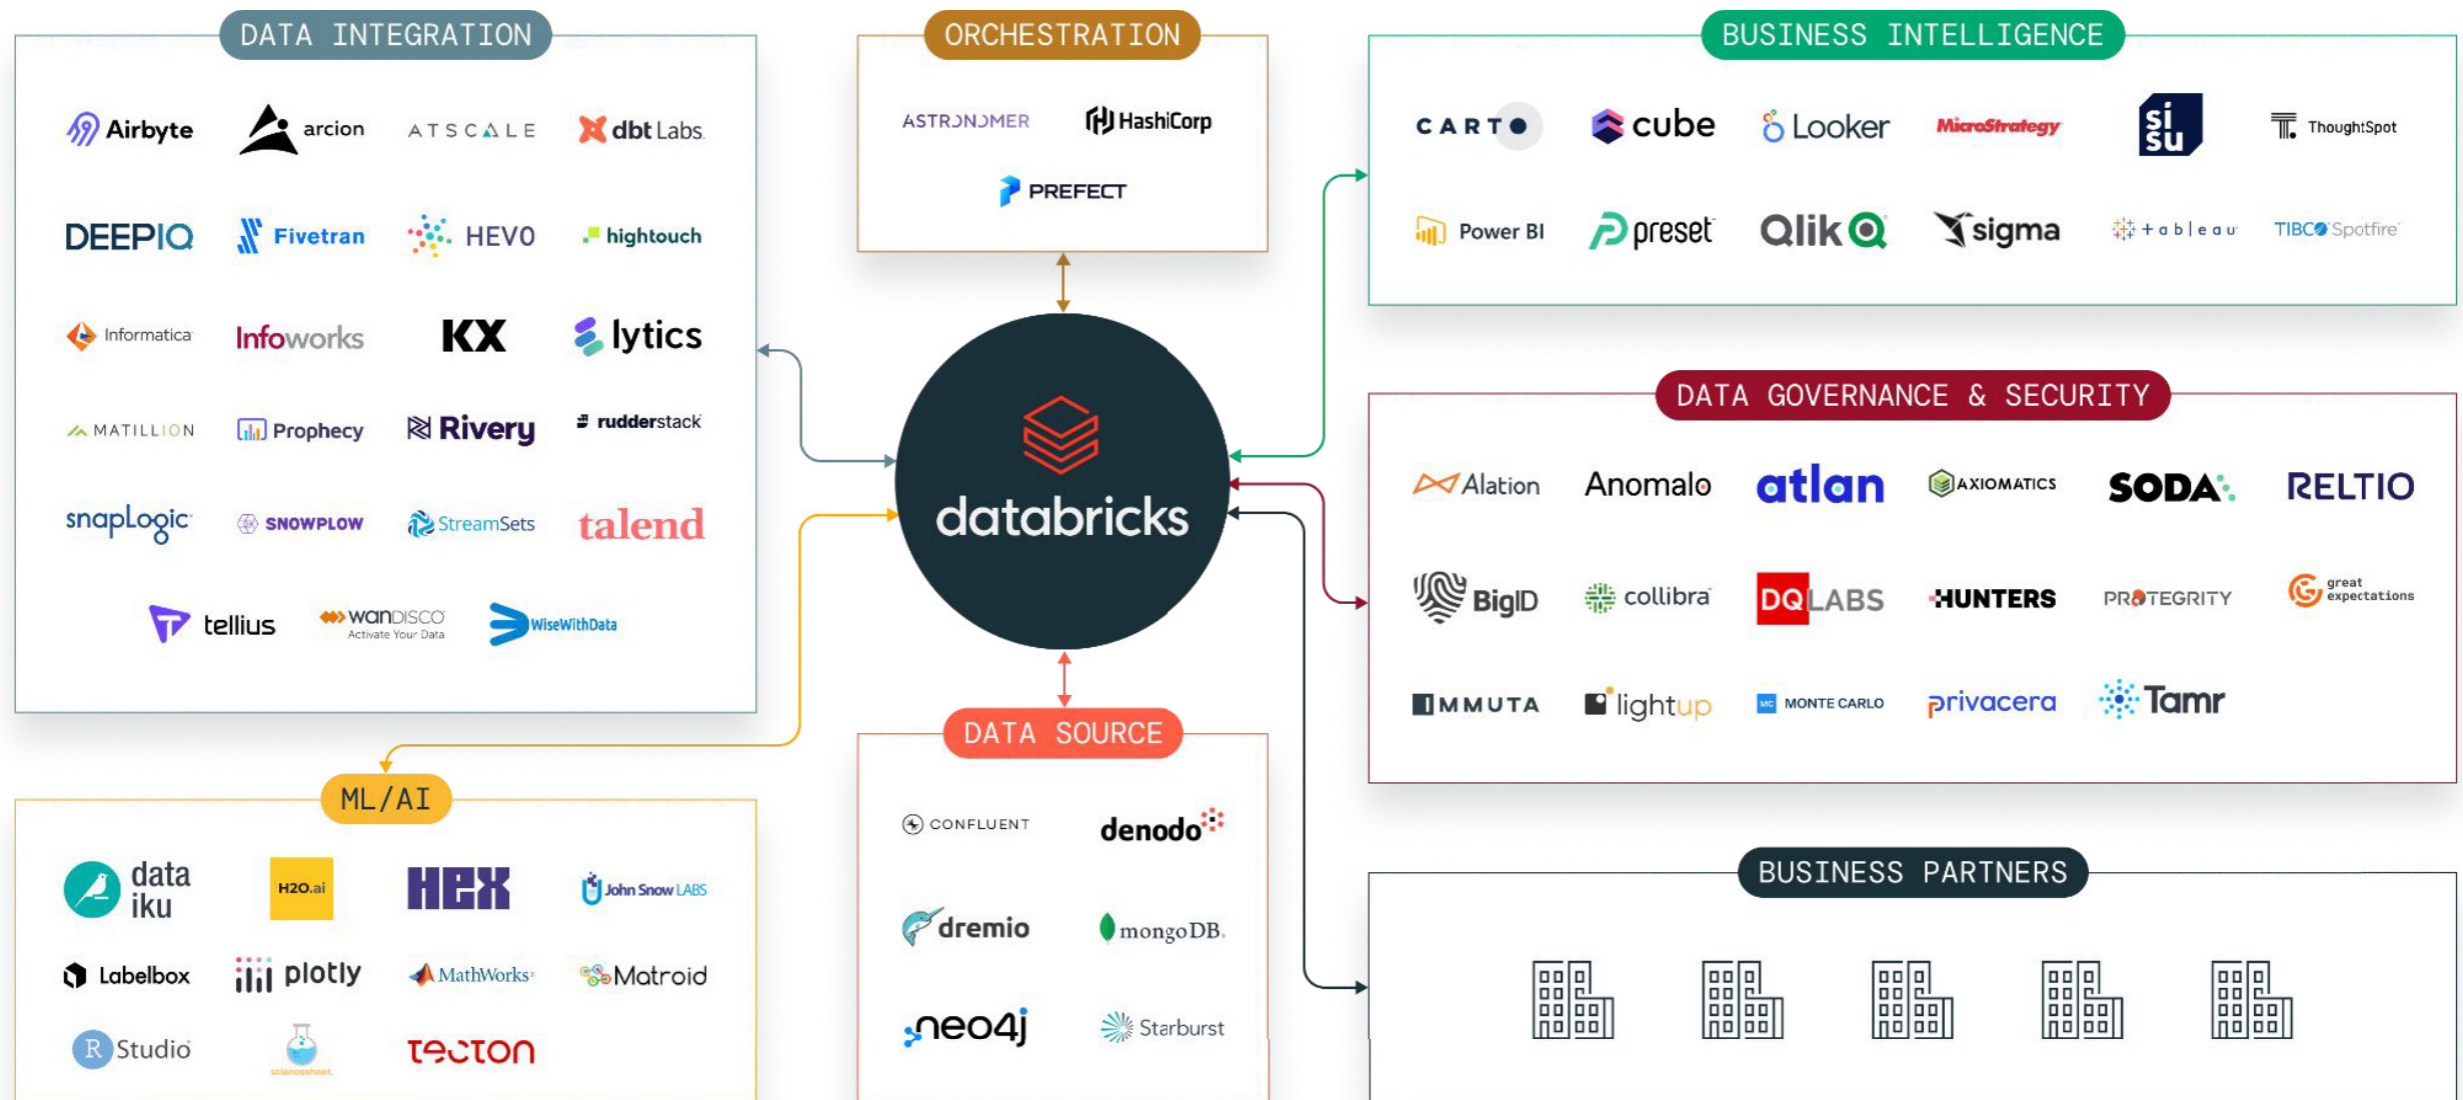 DATA INTEGRATION
Airbyte
arcion
ATSCALE
dbt Labs
DEEPIQ
Fivetran
HEVO
hightouch
Informatica
Infoworks
KX
lytics
MATILLION
Prophecy
Rivery
rudderstack
snapLogic
SNOWPLOW
StreamSets
talend
tellius
WANDISCO
Activate Your Data
WiseWithData
ORCHESTRATION
ASTRONOMER
HashiCorp
PREFECT
BUSINESS INTELLIGENCE
CARTO
cube
Looker
MicroStrategy
si
su
ThoughtSpot
Power BI
preset
Qlik
sigma
+ableau
TIBCO Spotfire
databricks
DATA GOVERNANCE & SECURITY
Alation
Anomalo
atlan
AXIOMATICS
SODA
RELTIO
BigID
collibra
DQLABS
HUNTERS
PROTEGRITY
great
expectations
IMMUTA
lightup
MC MONTE CARLO
privacera
Tamr
ML/AI
data
iku
H2O.ai
HEX
John Snow LABS
Labelbox
plotly
MathWorks
Matroid
R Studio
sciencesheet.
TECTON
DATA SOURCE
CONFLUENT
denodo
dremio
mongoDB.
neo4j
Starburst
BUSINESS PARTNERS